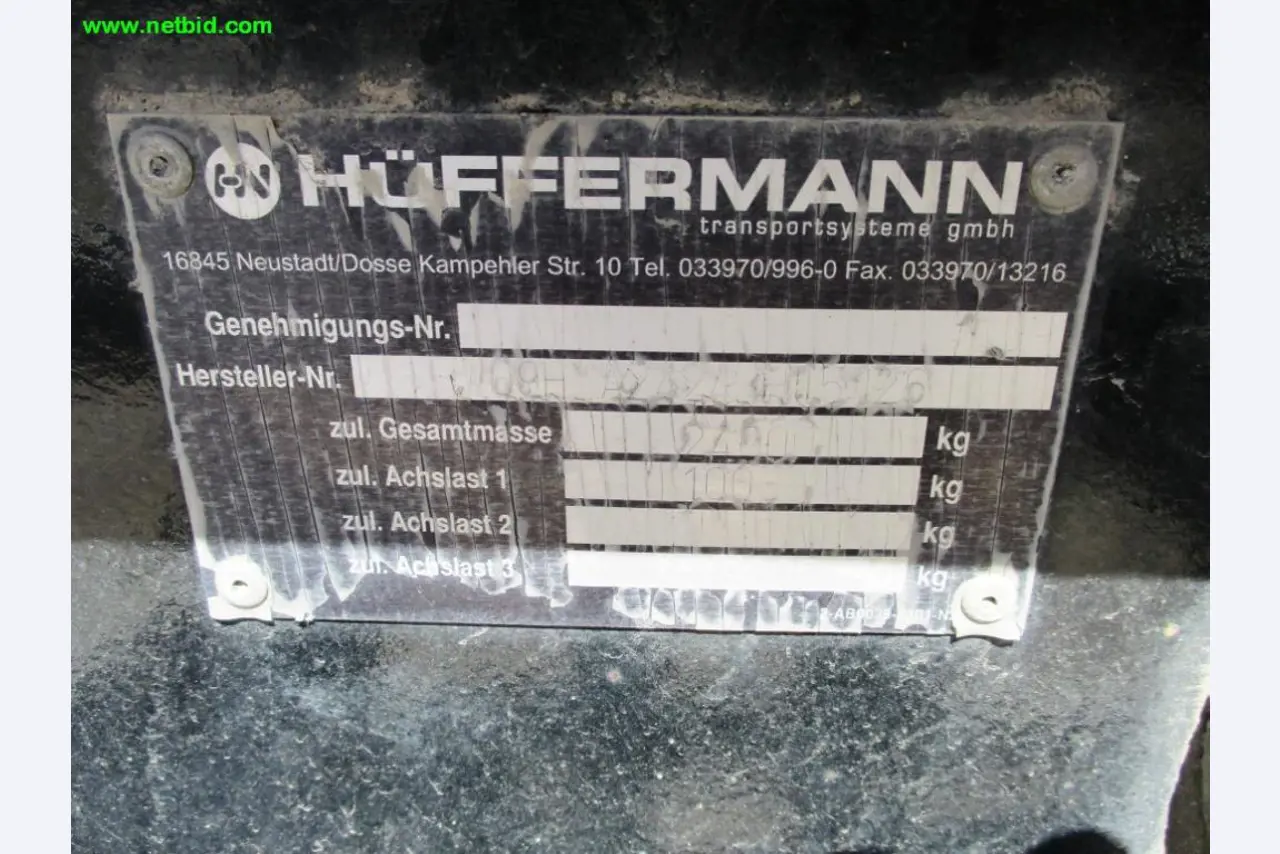 www.netbid.com
HÜFFERMANN
transportsysteme gmbh
16845 Neustadt/Dosse Kampehler Str. 10 Tel. 033970/996-0 Fax. 033970/13216
Genehmigungs-Nr.
Hersteller-Nr.
zul. Gesamtmasse kg
zul. Achslast 1 kg
zul. Achslast 2 kg
zul. Achslast 3 kg